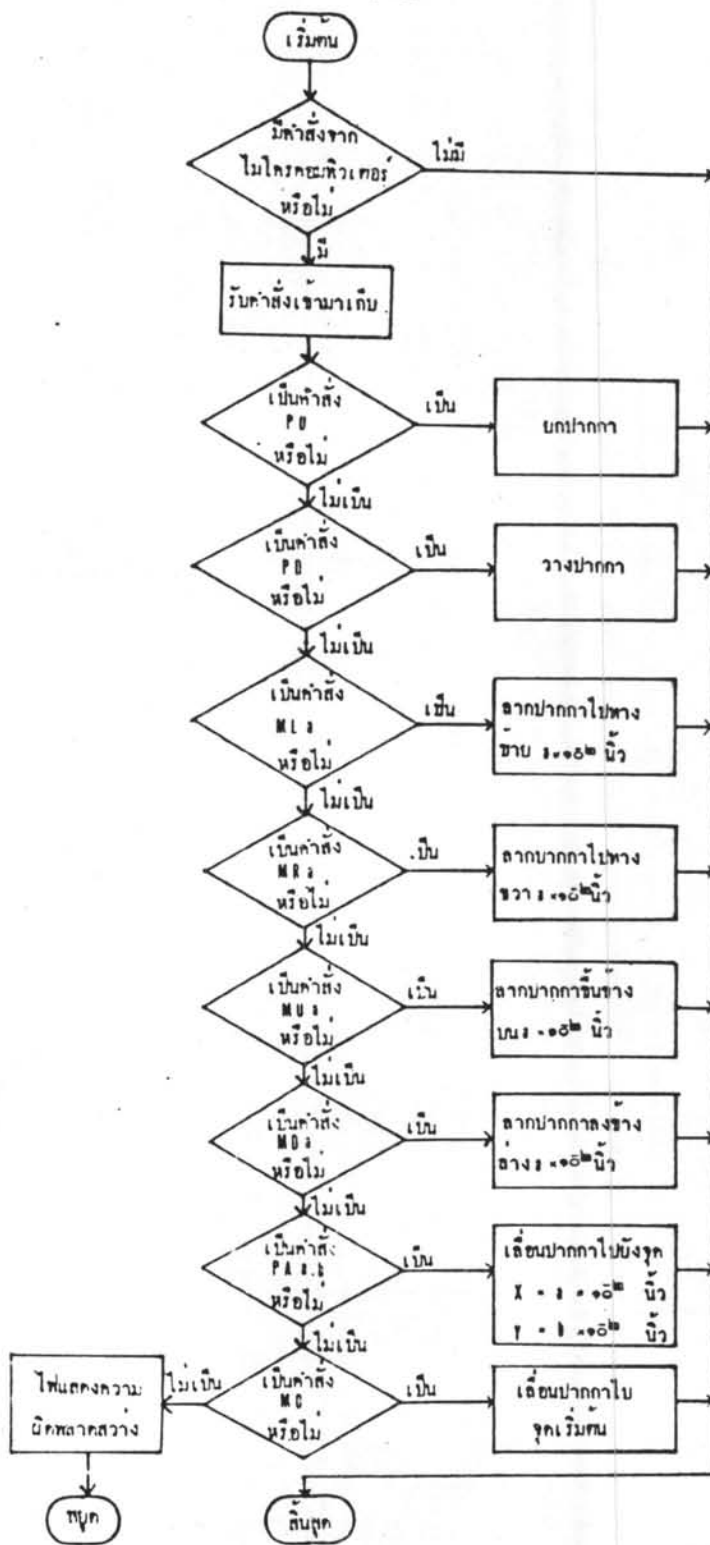 เริ่มต้น
มีคำสั่งจาก
ไมโครคอมพิวเตอร์
หรือไม่
ไม่มี
มี
รับคำสั่งเข้ามาเก็บ
เป็นคำสั่ง
PU
หรือไม่
เป็น
ยกปากกา
ไม่เป็น
เป็นคำสั่ง
PD
หรือไม่
เป็น
วางปากกา
ไม่เป็น
เป็นคำสั่ง
ML a
หรือไม่
เป็น
ลากปากกาไปทาง
ซ้าย a×๑๐̄๒ นิ้ว
ไม่เป็น
เป็นคำสั่ง
MR a
หรือไม่
เป็น
ลากปากกาไปทาง
ขวา a×๑๐̄๒ นิ้ว
ไม่เป็น
เป็นคำสั่ง
MU a
หรือไม่
เป็น
ลากปากกาขึ้นข้าง
บน a×๑๐̄๒ นิ้ว
ไม่เป็น
เป็นคำสั่ง
MD a
หรือไม่
เป็น
ลากปากกาลงข้าง
ล่าง a×๑๐̄๒ นิ้ว
ไม่เป็น
เป็นคำสั่ง
PA a,b
หรือไม่
เป็น
เลื่อนปากกาไปยังจุด
X = a × ๑๐̄๒ นิ้ว
Y = b × ๑๐̄๒ นิ้ว
ไม่เป็น
เป็นคำสั่ง
MC
หรือไม่
ไม่เป็น
ไฟแสดงความ
ผิดพลาดสว่าง
เป็น
เลื่อนปากกาไป
จุดเริ่มต้น
หยุด
สิ้นสุด